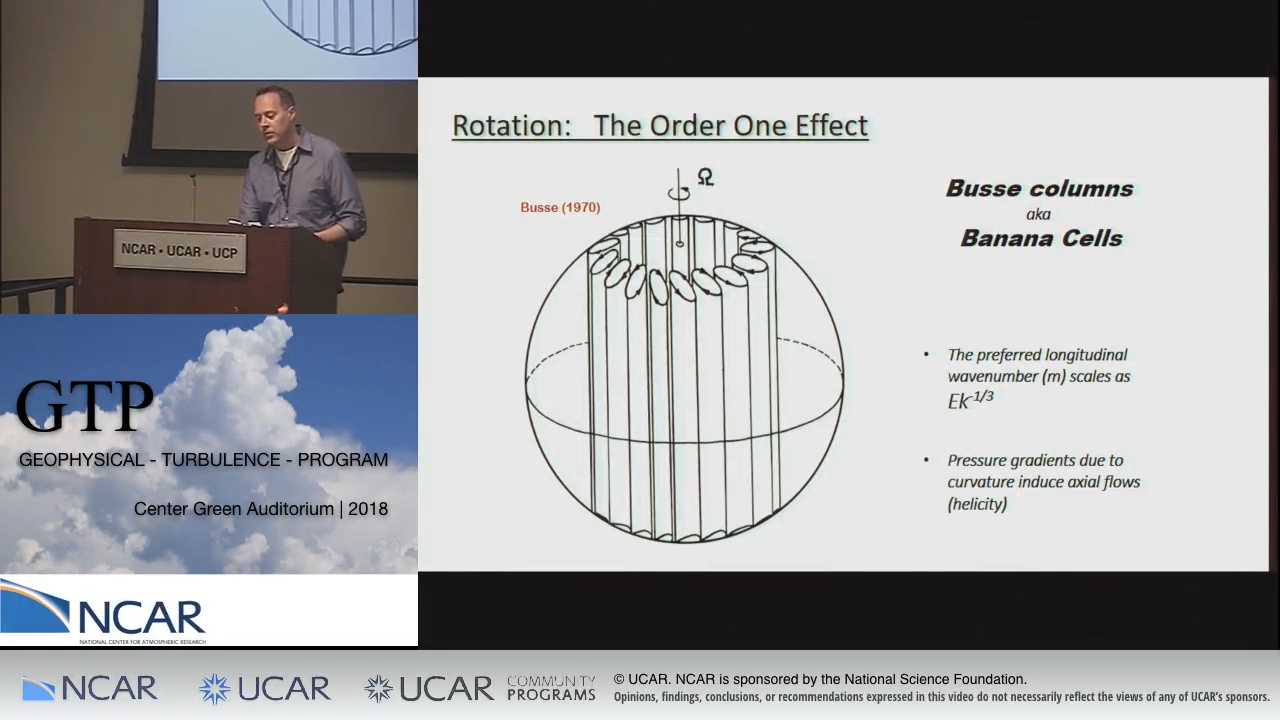 NCAR • UCAR • UCP
GTP
GEOPHYSICAL - TURBULENCE - PROGRAM
Center Green Auditorium | 2018
NCAR
NATIONAL CENTER FOR ATMOSPHERIC RESEARCH
Rotation: The Order One Effect
Ω
Busse (1970)
Busse columns
aka
Banana Cells
• The preferred longitudinal
wavenumber (m) scales as
Ek^-1/3
• Pressure gradients due to
curvature induce axial flows
(helicity)
NCAR
UCAR
UCAR
COMMUNITY
PROGRAMS
© UCAR. NCAR is sponsored by the National Science Foundation.
Opinions, findings, conclusions, or recommendations expressed in this video do not necessarily reflect the views of any of UCAR's sponsors.